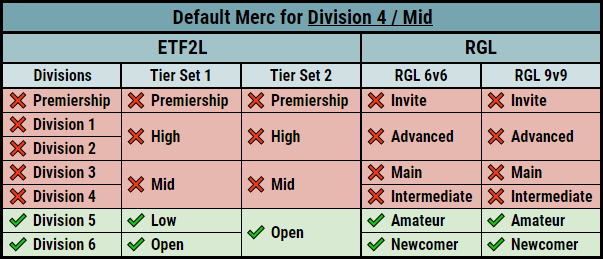 Default Merc for Division 4 / Mid
ETF2L RGL
Divisions Tier Set 1 Tier Set 2 RGL 6v6 RGL 9v9
Premiership Premiership Premiership Invite Invite
Division 1
High High Advanced Advanced
Division 2
Division 3 Main Main
Mid Mid
Division 4 Intermediate Intermediate
Division 5 Low Amateur Amateur
Open
Division 6 Open Newcomer Newcomer